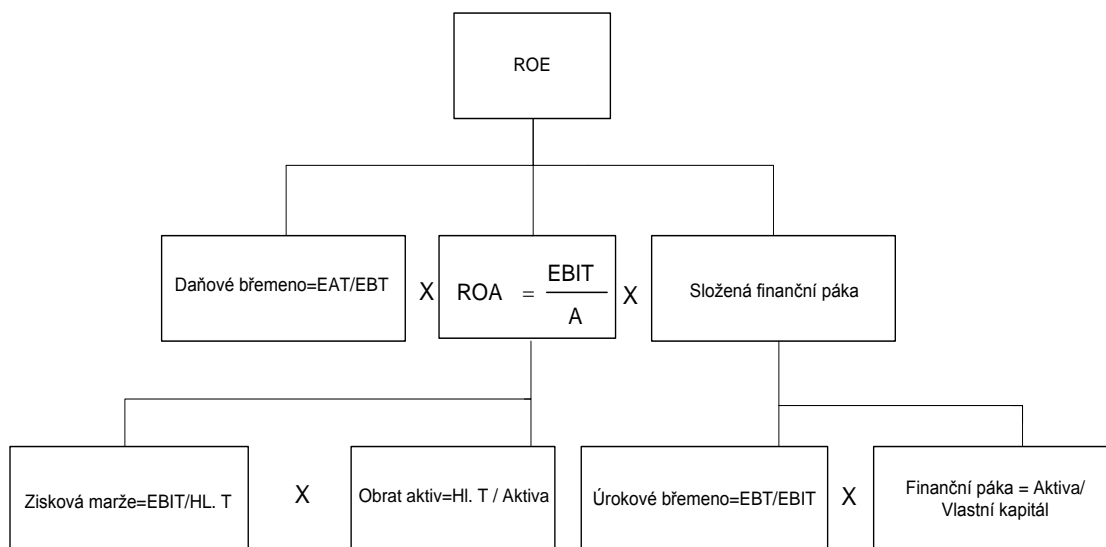 ROE
Daňové břemeno=EAT/EBT
X
ROA = EBIT
A
X
Složená finanční páka
Zisková marže=EBIT/HL. T
X
Obrat aktiv=Hl. T / Aktiva
Úrokové břemeno=EBT/EBIT
X
Finanční páka = Aktiva/
Vlastní kapitál